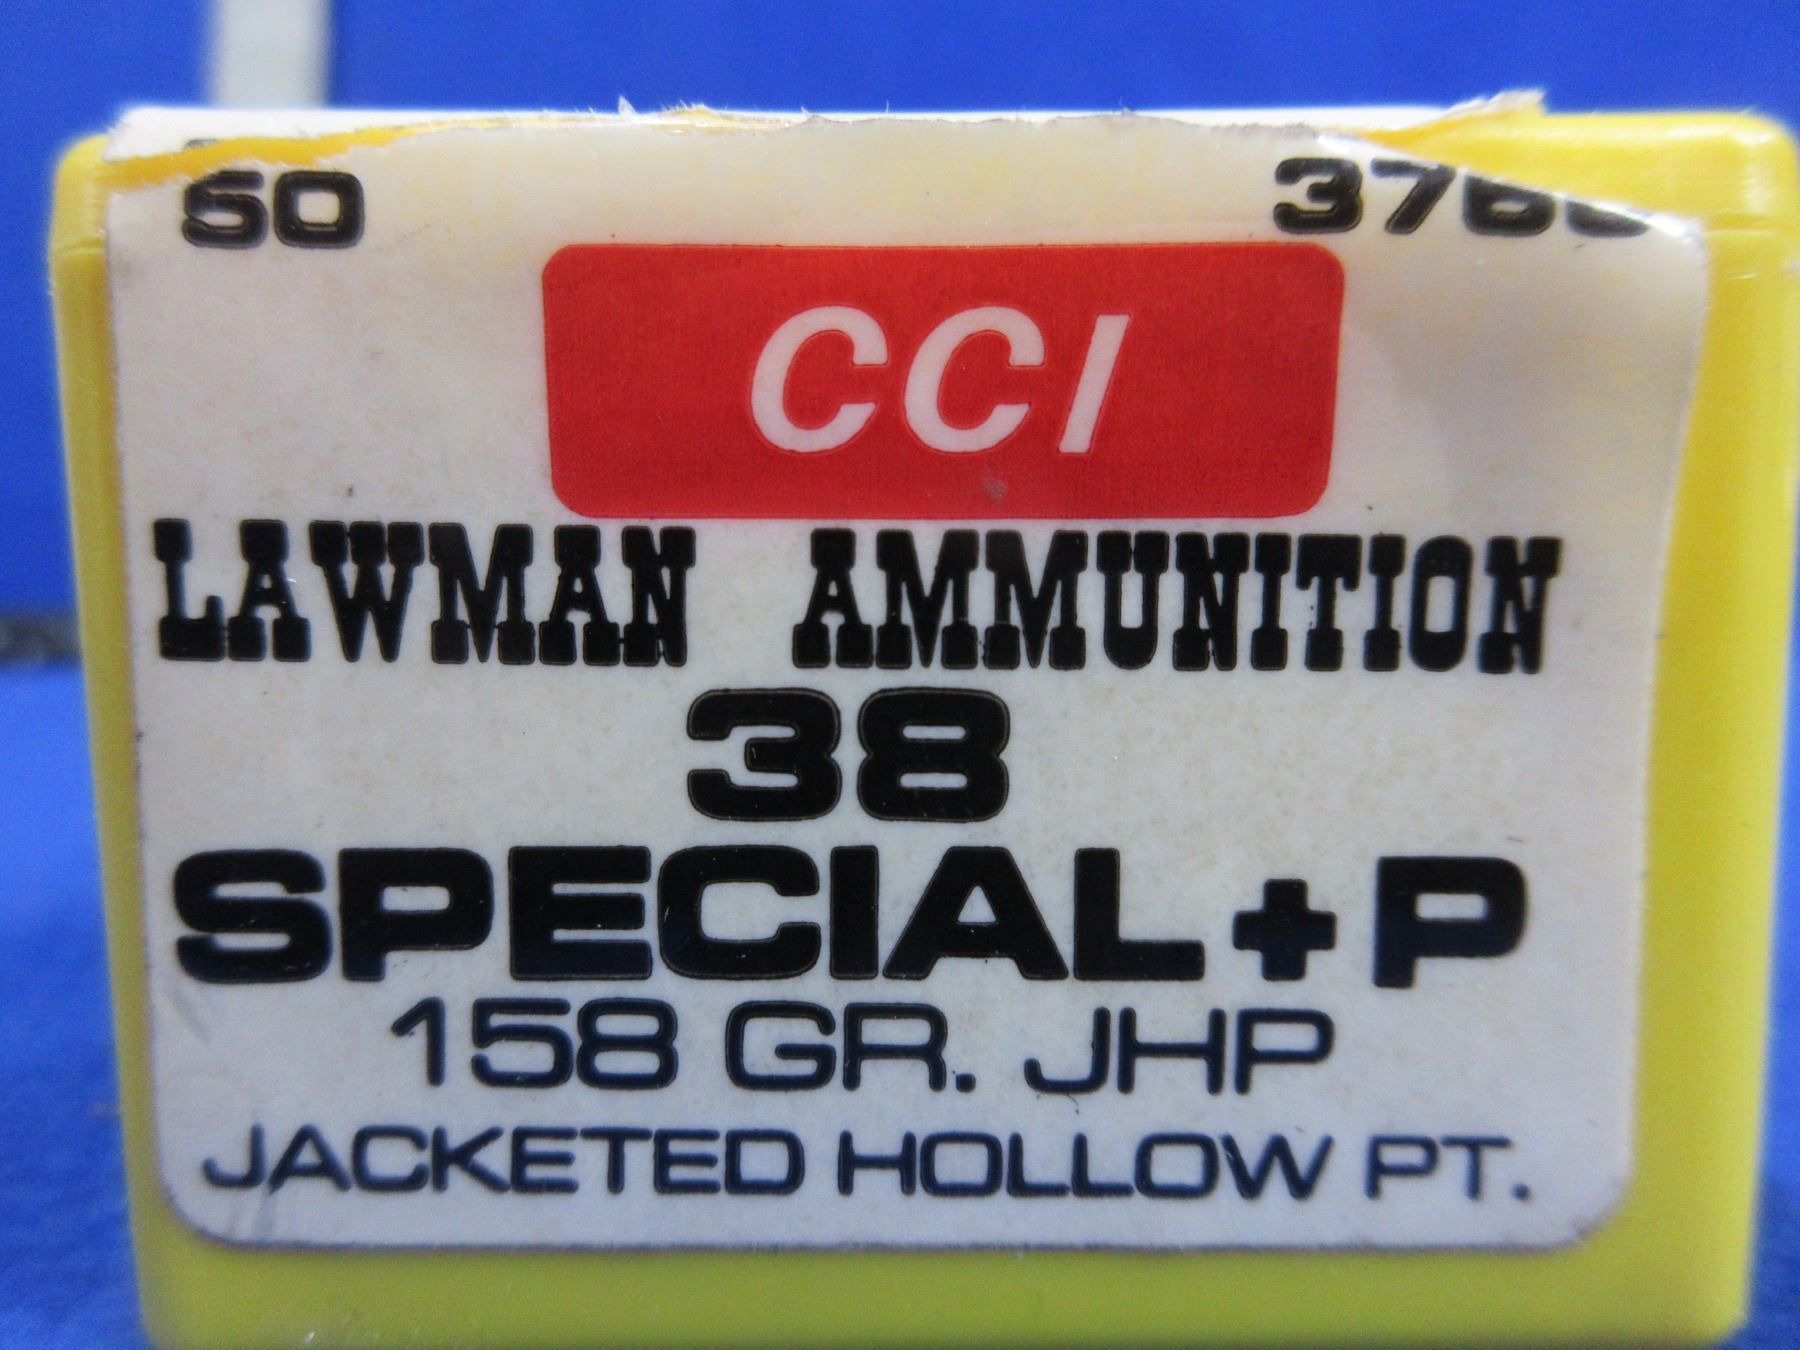 50
CCI
LAWMAN AMMUNITION
38
SPECIAL+P
158 GR. JHP
JACKETED HOLLOW PT.